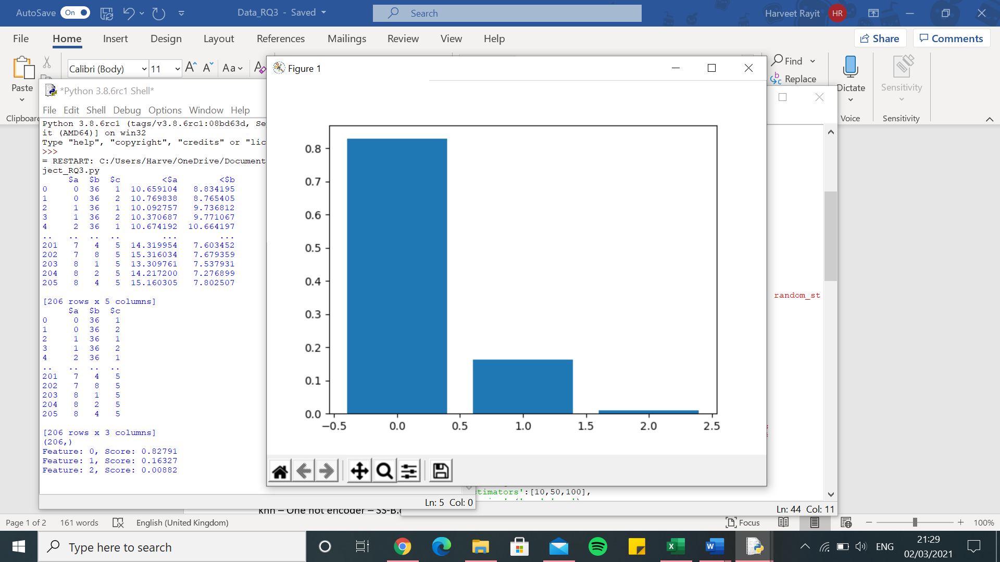 AutoSave On Data_RQ3 - Saved Search Harveet Rayit HR
File Home Insert Design Layout References Mailings Review View Help Share Comments
Calibri (Body) 11 Aa Find
Paste Replace Dictate Sensitivity
Clipboard Voice Sensitivity
*Python 3.8.6rc1 Shell*
File Edit Shell Debug Options Window Help
Python 3.8.6rc1 (tags/v3.8.6rc1:08bd63d, Se
it (AMD64)] on win32
Type "help", "copyright", "credits" or "lic
>>>
= RESTART: C:/Users/Harve/OneDrive/Document
ject_RQ3.py
$a $b $c <$a <$b
0 0 36 1 10.659104 8.834195
1 0 36 2 10.769838 8.765405
2 1 36 1 10.092757 9.736812
3 1 36 2 10.370687 9.771067
4 2 36 1 10.674192 10.664197
.. .. .. .. ... ...
201 7 4 5 14.319954 7.603452
202 7 8 5 15.316034 7.679359
203 8 1 5 13.309761 7.537931
204 8 2 5 14.217200 7.276899
205 8 4 5 15.160305 7.802507
[206 rows x 5 columns]
$a $b $c
0 0 36 1
1 0 36 2
2 1 36 1
3 1 36 2
4 2 36 1
.. .. .. ..
201 7 4 5
202 7 8 5
203 8 1 5
204 8 2 5
205 8 4 5
[206 rows x 3 columns]
(206,)
Feature: 0, Score: 0.82791
Feature: 1, Score: 0.16327
Feature: 2, Score: 0.00882
Ln: 5 Col: 0
Figure 1
0.8
0.7
0.6
0.5
0.4
0.3
0.2
0.1
0.0
−0.5 0.0 0.5 1.0 1.5 2.0 2.5
random_st
stimators':[10,50,100],
Ln: 44 Col: 11
knn – One hot encoder – SS-B.
Page 1 of 2 161 words English (United Kingdom) Focus 100%
Type here to search ENG 21:29
02/03/2021